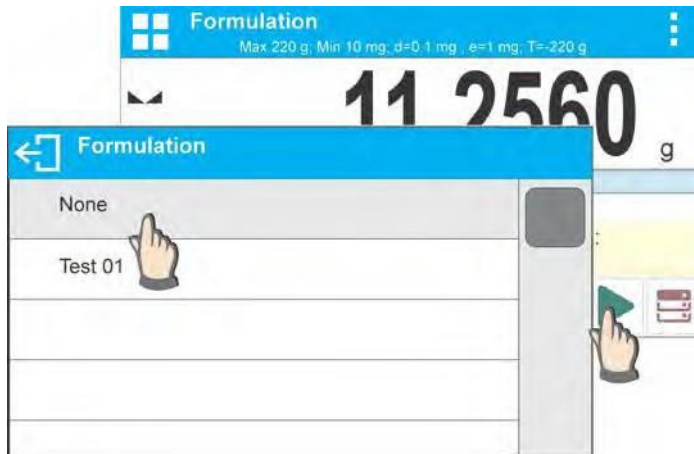 Formulation
Max 220 g; Min 10 mg; d=0.1 mg , e=1 mg; T=-220 g
11.2560
g
Formulation
None
:
Test 01